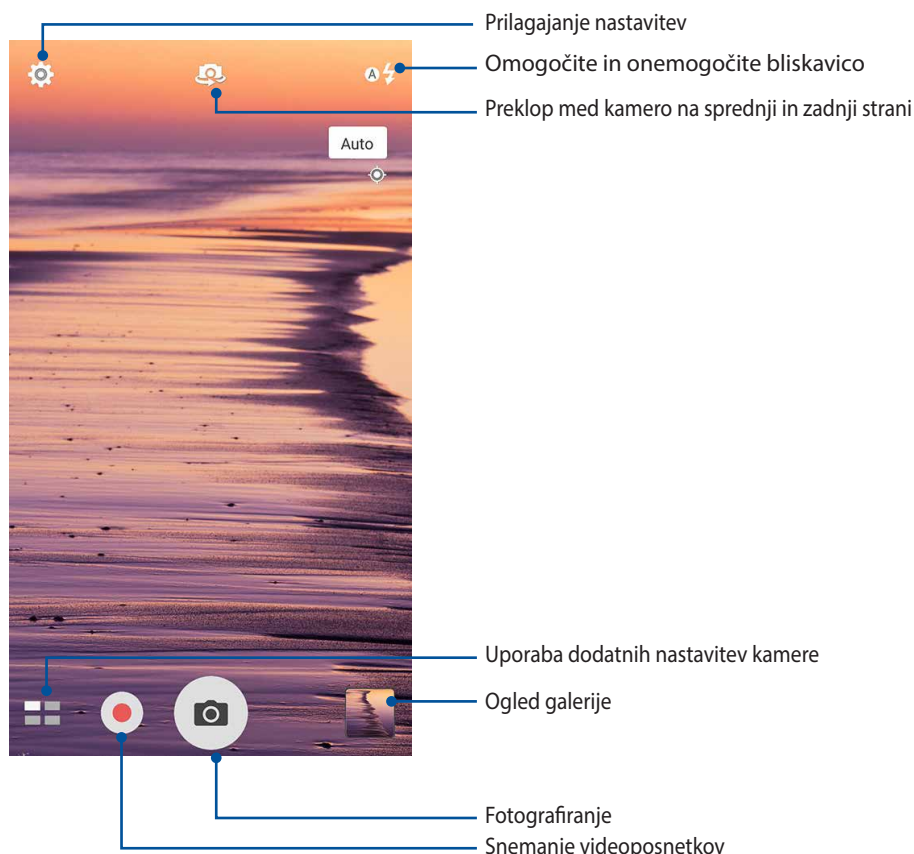 Prilagajanje nastavitev
Omogočite in onemogočite bliskavico
A
Preklop med kamero na sprednji in zadnji strani
Auto
Uporaba dodatnih nastavitev kamere
Ogled galerije
Fotografiranje
Snemanje videoposnetkov